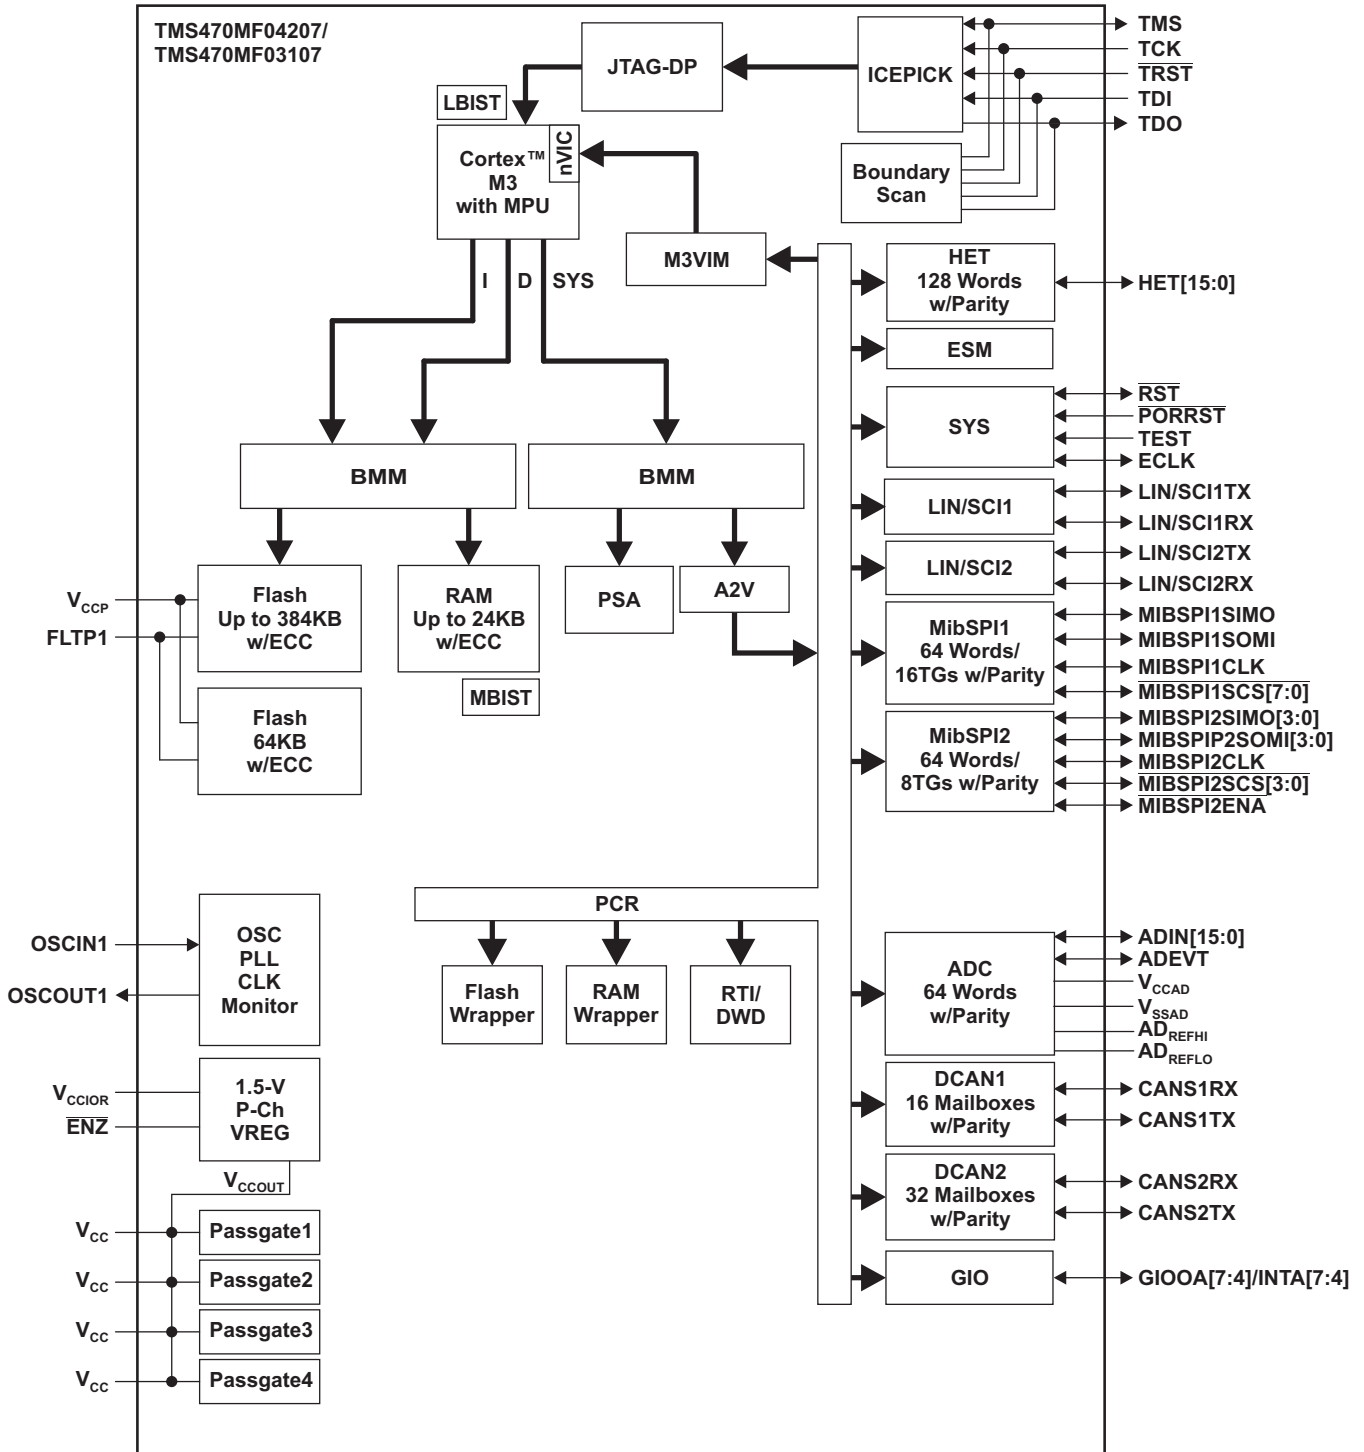 TMS470MF04207/
TMS470MF03107
JTAG-DP
ICEPICK
TMS
TCK
TRST
TDI
TDO
LBIST
Cortex™
M3
with MPU
nVIC
Boundary
Scan
M3VIM
I
D
SYS
HET
128 Words
w/Parity
HET[15:0]
ESM
SYS
RST
PORRST
TEST
ECLK
BMM
BMM
LIN/SCI1
LIN/SCI1TX
LIN/SCI1RX
LIN/SCI2
LIN/SCI2TX
LIN/SCI2RX
VCCP
FLTP1
Flash
Up to 384KB
w/ECC
RAM
Up to 24KB
w/ECC
PSA
A2V
MBIST
Flash
64KB
w/ECC
MibSPI1
64 Words/
16TGs w/Parity
MIBSPI1SIMO
MIBSPI1SOMI
MIBSPI1CLK
MIBSPI1SCS[7:0]
MibSPI2
64 Words/
8TGs w/Parity
MIBSPI2SIMO[3:0]
MIBSPIP2SOMI[3:0]
MIBSPI2CLK
MIBSPI2SCS[3:0]
MIBSPI2ENA
PCR
OSCIN1
OSCOUT1
OSC
PLL
CLK
Monitor
Flash
Wrapper
RAM
Wrapper
RTI/
DWD
ADC
64 Words
w/Parity
ADIN[15:0]
ADEVT
VCCAD
VSSAD
ADREFHI
ADREFLO
VCCIOR
ENZ
1.5-V
P-Ch
VREG
VCCOUT
DCAN1
16 Mailboxes
w/Parity
CANS1RX
CANS1TX
DCAN2
32 Mailboxes
w/Parity
CANS2RX
CANS2TX
VCC
Passgate1
VCC
Passgate2
VCC
Passgate3
VCC
Passgate4
GIO
GIOOA[7:4]/INTA[7:4]